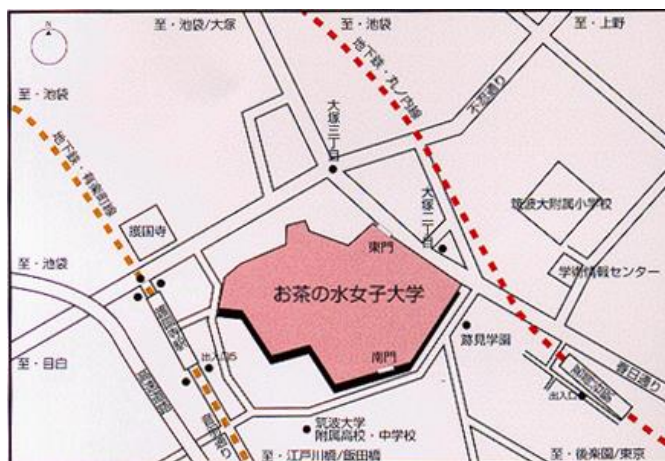 N
至・池袋/大塚
至・池袋
至・上野
地下鉄・丸ノ内線
不忍通り
至・池袋
大塚三丁目
地下鉄・有楽町線
大塚二丁目
筑波大附属小学校
護国寺
東門
至・池袋
学術情報センター
お茶の水女子大学
跡見学園
南門
至・目白
出入口5
春日通り
出入口
筑波大学
附属高校・中学校
至・江戸川橋/飯田橋
至・後楽園/東京